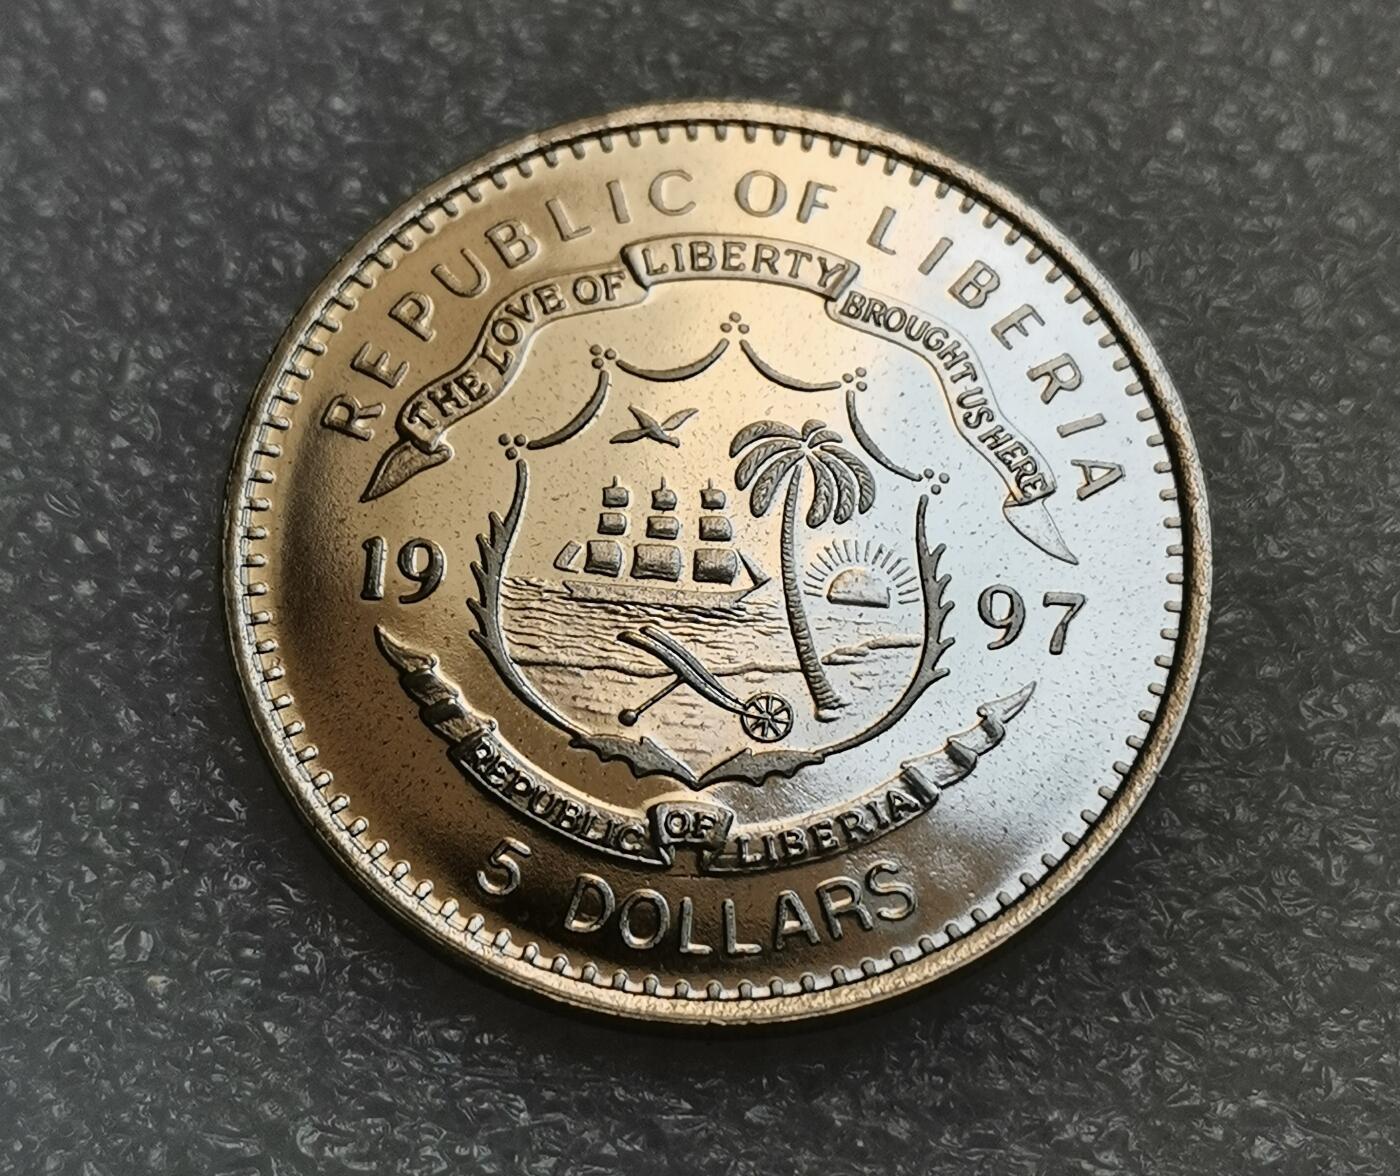 REPUBLIC OF LIBERIA
THE LOVE OF LIBERTY BROUGHT US HERE
19 97
REPUBLIC OF LIBERIA
5 DOLLARS